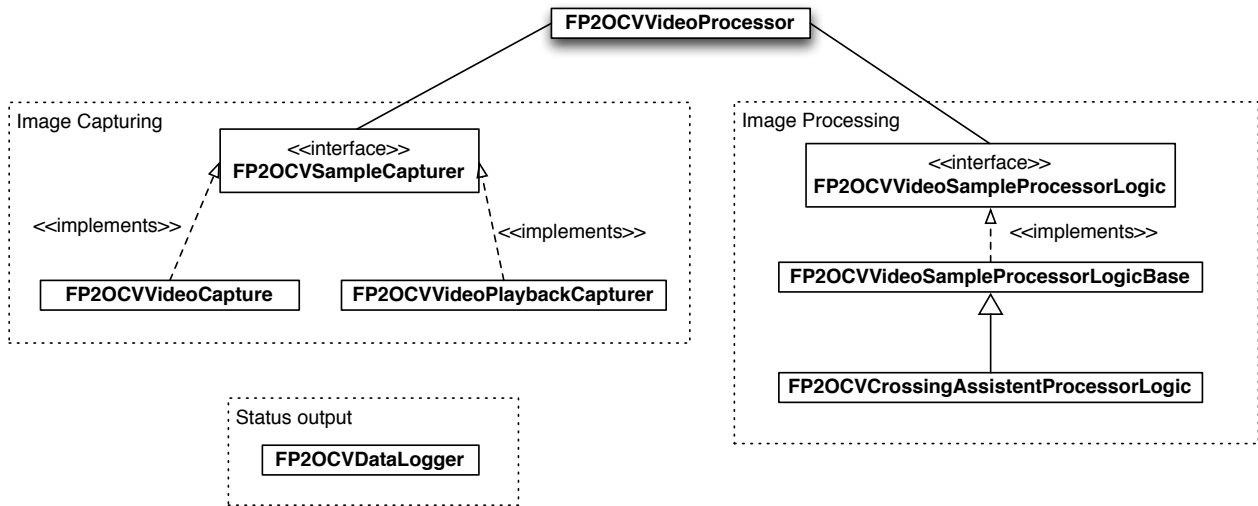 FP2OCVVideoProcessor
Image Capturing
<<interface>>
FP2OCVSampleCapturer
<<implements>>
<<implements>>
FP2OCVVideoCapture
FP2OCVVideoPlaybackCapturer
Image Processing
<<interface>>
FP2OCVVideoSampleProcessorLogic
<<implements>>
FP2OCVVideoSampleProcessorLogicBase
FP2OCVCrossingAssistentProcessorLogic
Status output
FP2OCVDataLogger